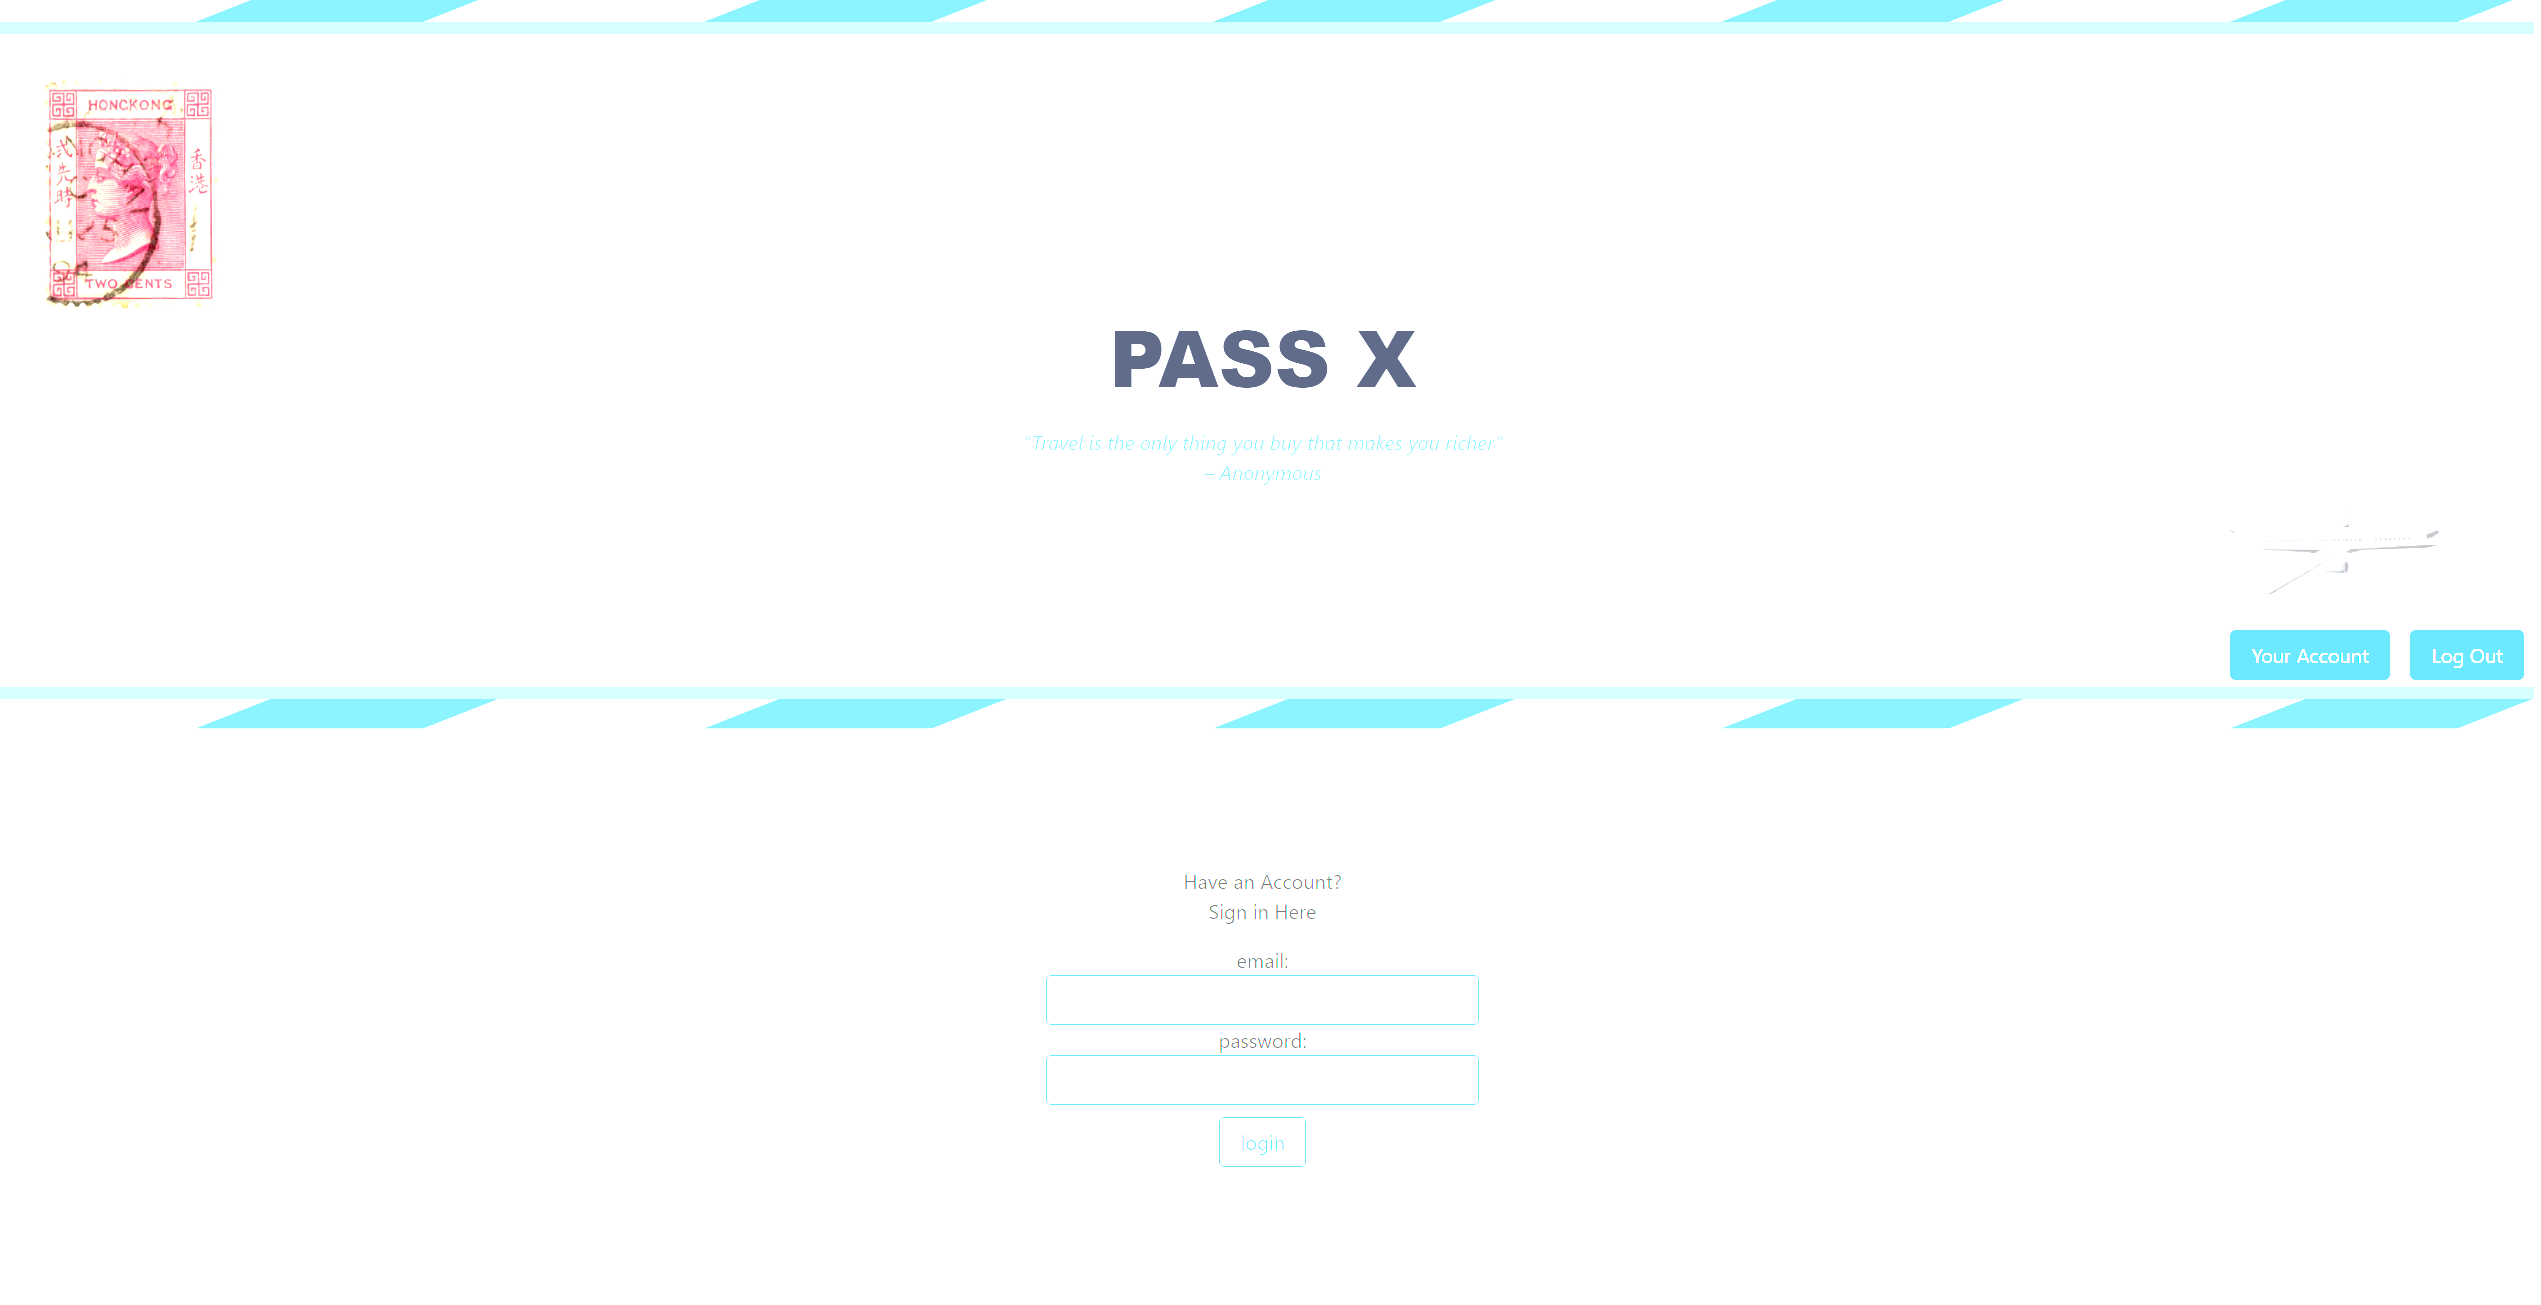 HONGKONG
香港
TWO CENTS
PASS X
“Travel is the only thing you buy that makes you richer”
– Anonymous
Your Account
Log Out
Have an Account?
Sign in Here
email:
password:
login